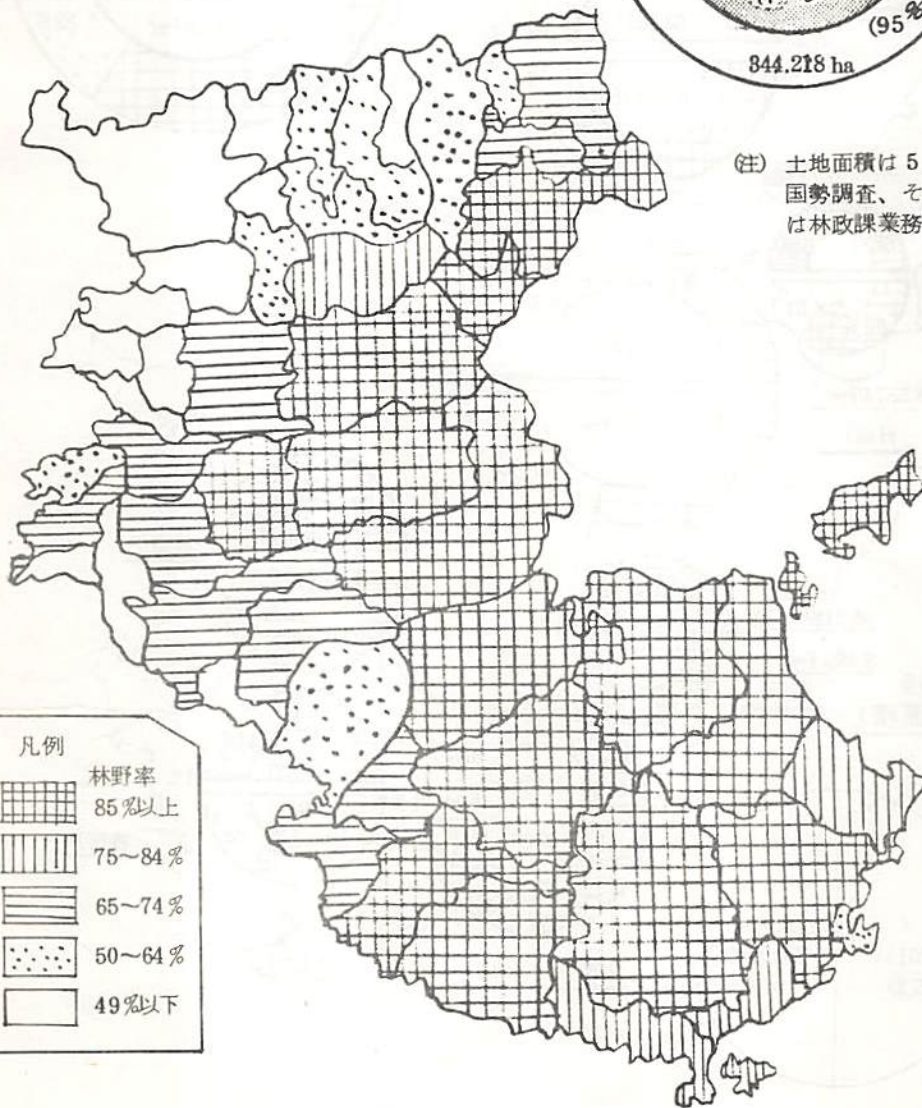 (95%
344.218 ha
(注) 土地面積は5
国勢調査、そ
は林政課業務
凡例
林野率
85%以上
75～84%
65～74%
50～64%
49%以下